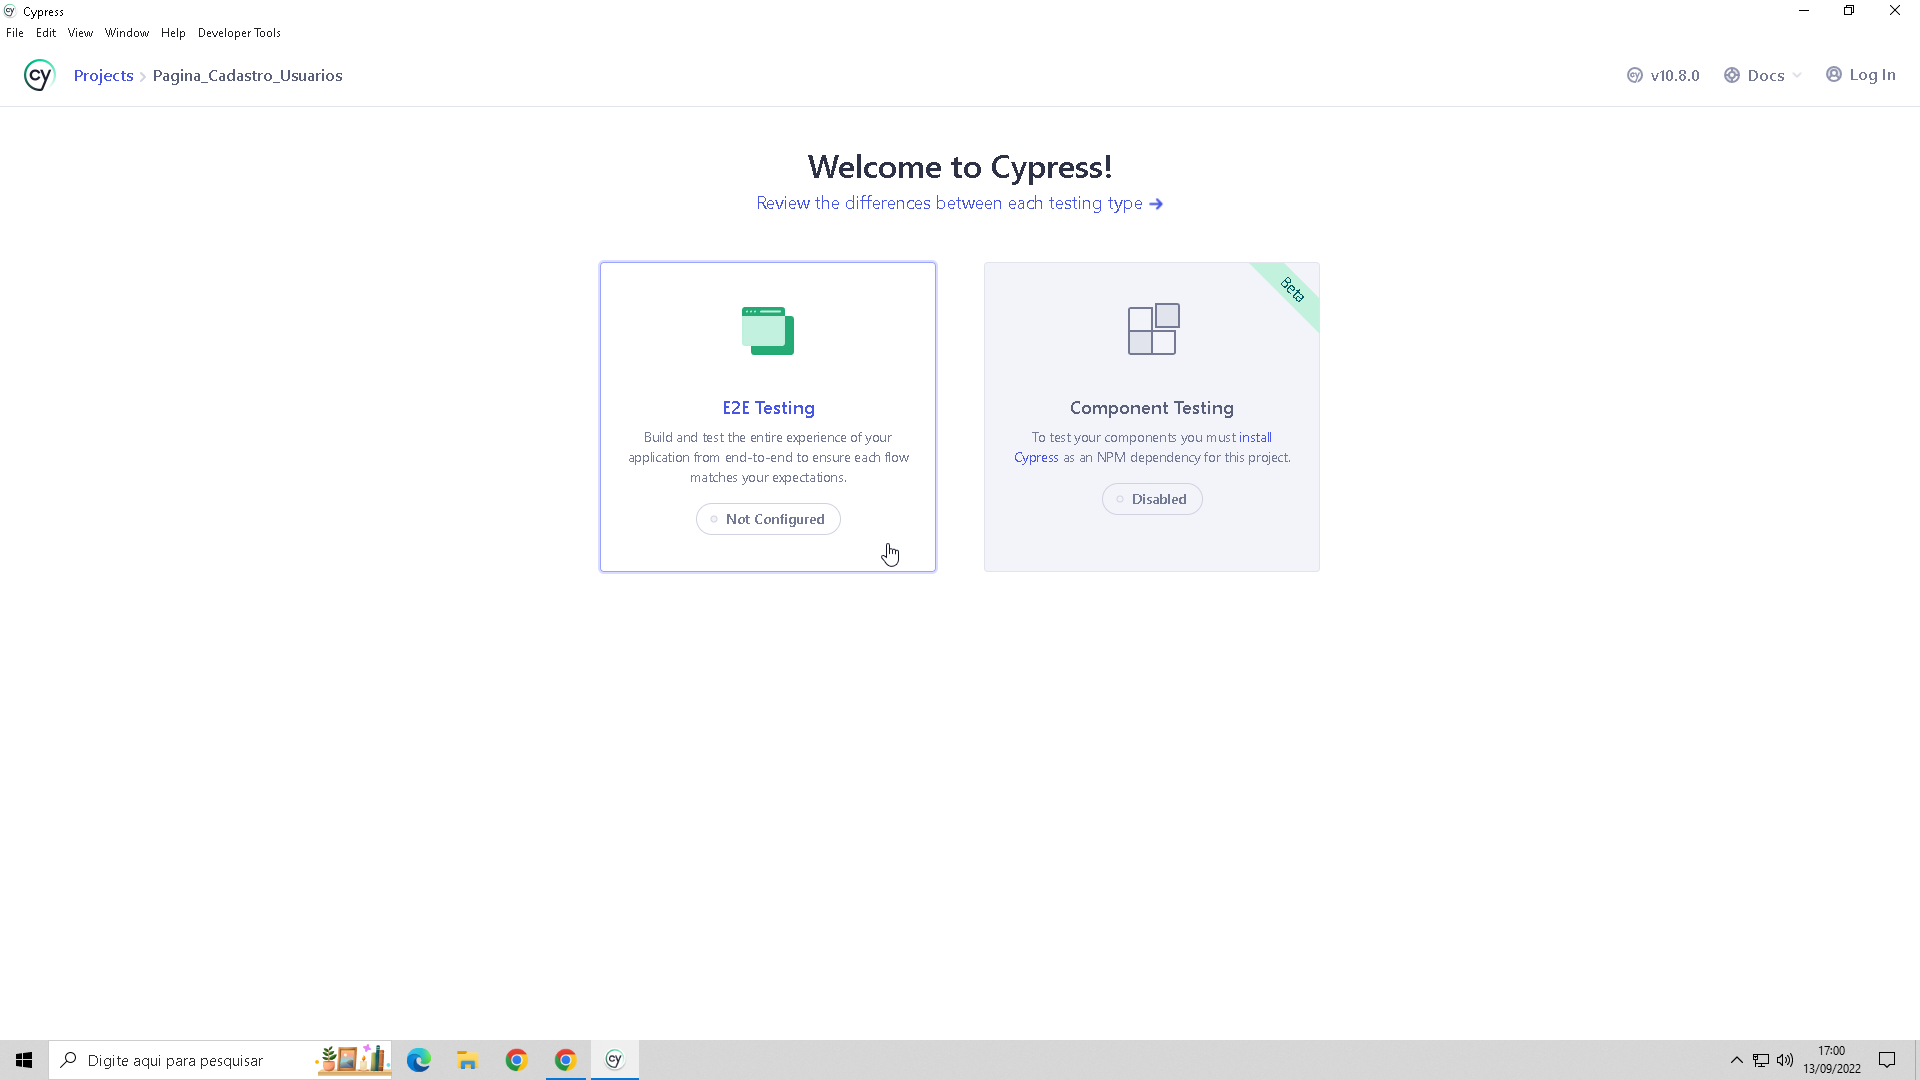 Cypress
File Edit View Window Help Developer Tools
cy Projects Pagina_Cadastro_Usuarios
v10.8.0 Docs Log In
Welcome to Cypress!
Review the differences between each testing type
E2E Testing
Build and test the entire experience of your
application from end-to-end to ensure each flow
matches your expectations.
Not Configured
Beta
Component Testing
To test your components you must install
Cypress as an NPM dependency for this project.
Disabled
Digite aqui para pesquisar
cy
17:00
13/09/2022